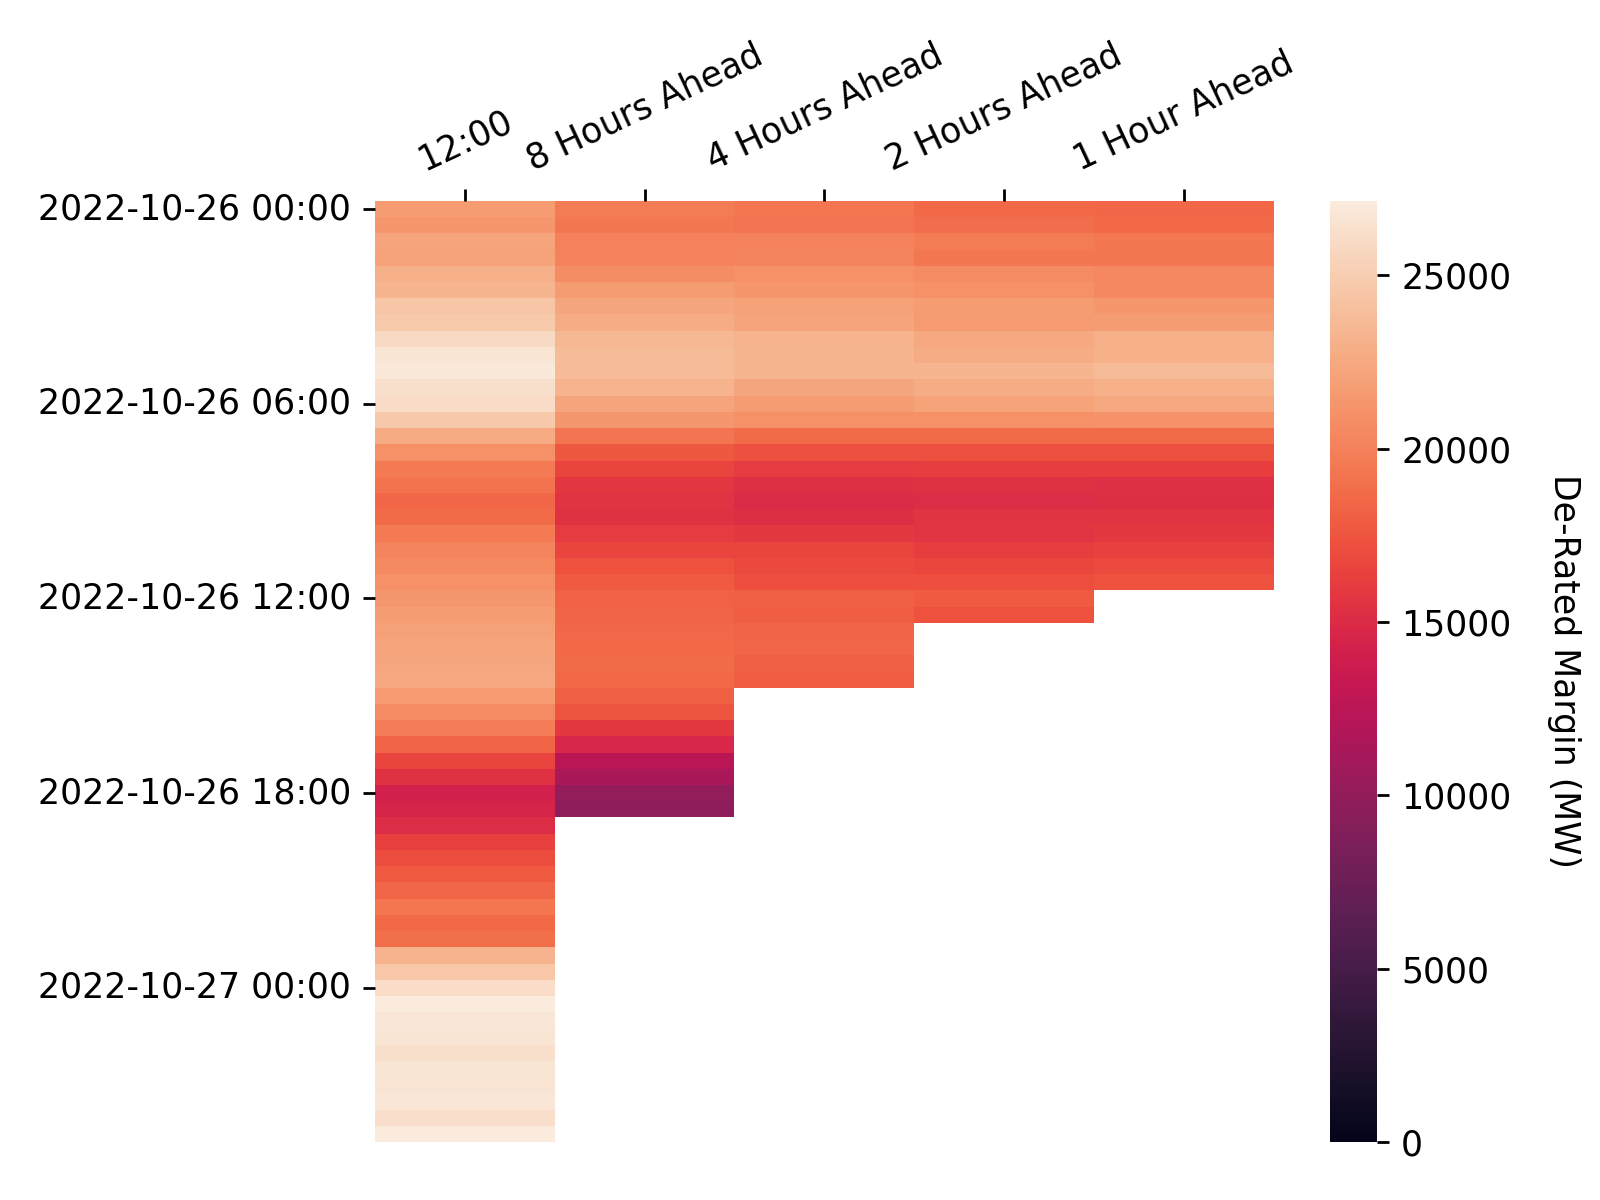 12:00
8 Hours Ahead
4 Hours Ahead
2 Hours Ahead
1 Hour Ahead
2022-10-26 00:00
2022-10-26 06:00
2022-10-26 12:00
2022-10-26 18:00
2022-10-27 00:00
25000
20000
15000
10000
5000
0
De-Rated Margin (MW)